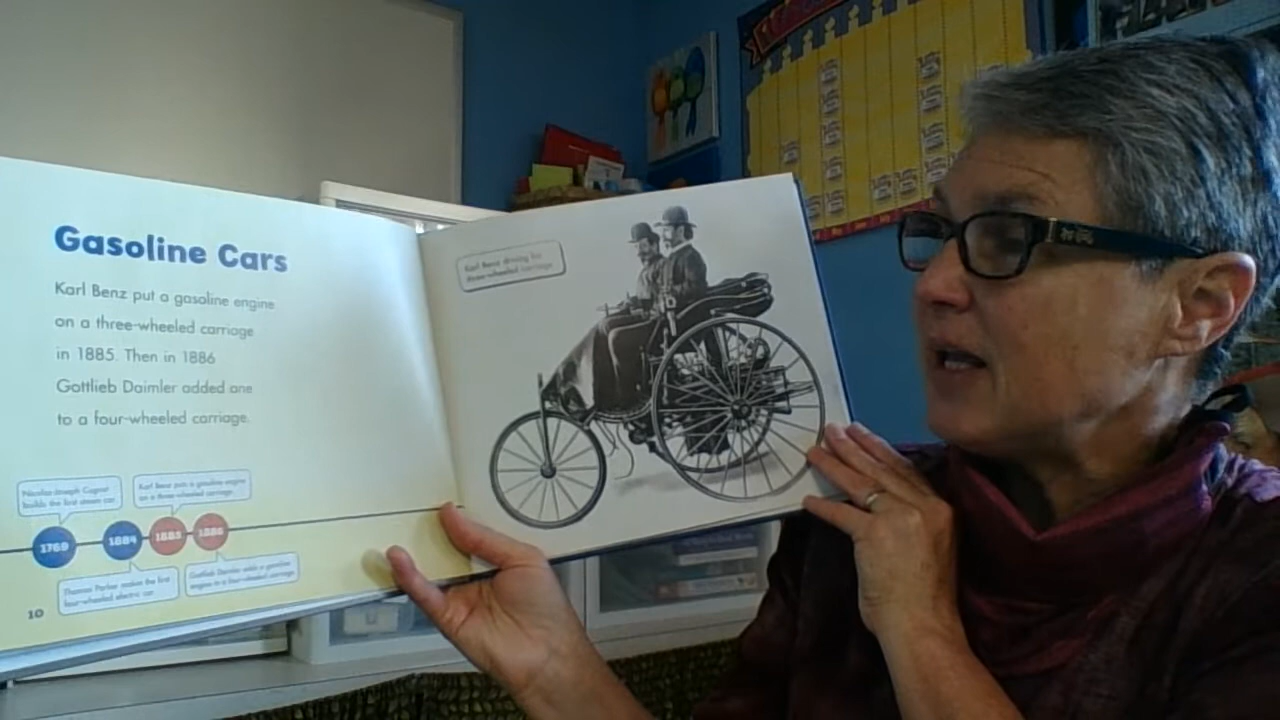 Gasoline Cars
Karl Benz put a gasoline engine
on a three-wheeled carriage
in 1885. Then in 1886
Gottlieb Daimler added one
to a four-wheeled carriage.
Nicolas-Joseph Cugnot
builds the first steam car.
Karl Benz puts a gasoline engine
on a three-wheeled carriage.
1769
1884
1885
1886
Thomas Parker makes the first
four-wheeled electric car.
Gottlieb Daimler adds a gasoline
engine to a four-wheeled carriage.
10
Karl Benz driving his
three-wheeled carriage